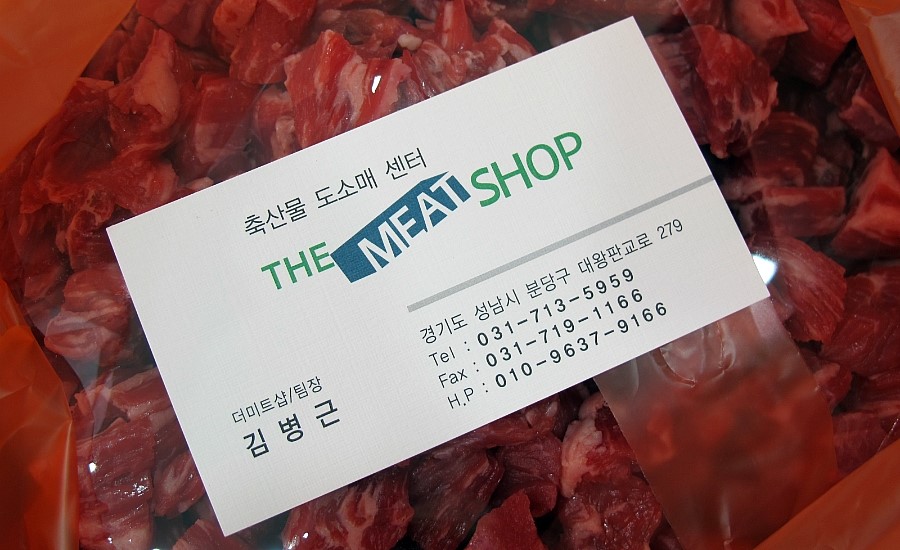 축산물 도소매 센터
THE MEAT SHOP
경기도 성남시 분당구 대왕판교로 279
Tel : 031-713-5959
Fax : 031-719-1166
H.P : 010-9637-9166
더미트샵/팀장
김병근